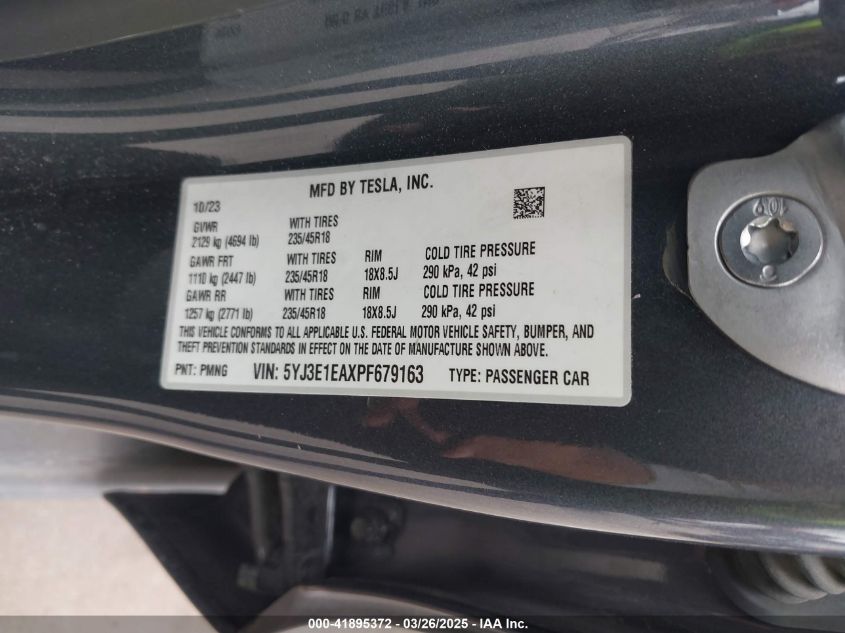 MFD BY TESLA, INC.
10/23
GVWR WITH TIRES
2129 kg (4694 lb) 235/45R18
GAWR FRT WITH TIRES RIM COLD TIRE PRESSURE
1110 kg (2447 lb) 235/45R18 18X8.5J 290 kPa, 42 psi
GAWR RR WITH TIRES RIM COLD TIRE PRESSURE
1257 kg (2771 lb) 235/45R18 18X8.5J 290 kPa, 42 psi
THIS VEHICLE CONFORMS TO ALL APPLICABLE U.S. FEDERAL MOTOR VEHICLE SAFETY, BUMPER, AND
THEFT PREVENTION STANDARDS IN EFFECT ON THE DATE OF MANUFACTURE SHOWN ABOVE.
PNT: PMNG VIN: 5YJ3E1EAXPF679163 TYPE: PASSENGER CAR
000-41895372 — 03/26/2025 - IAA Inc.